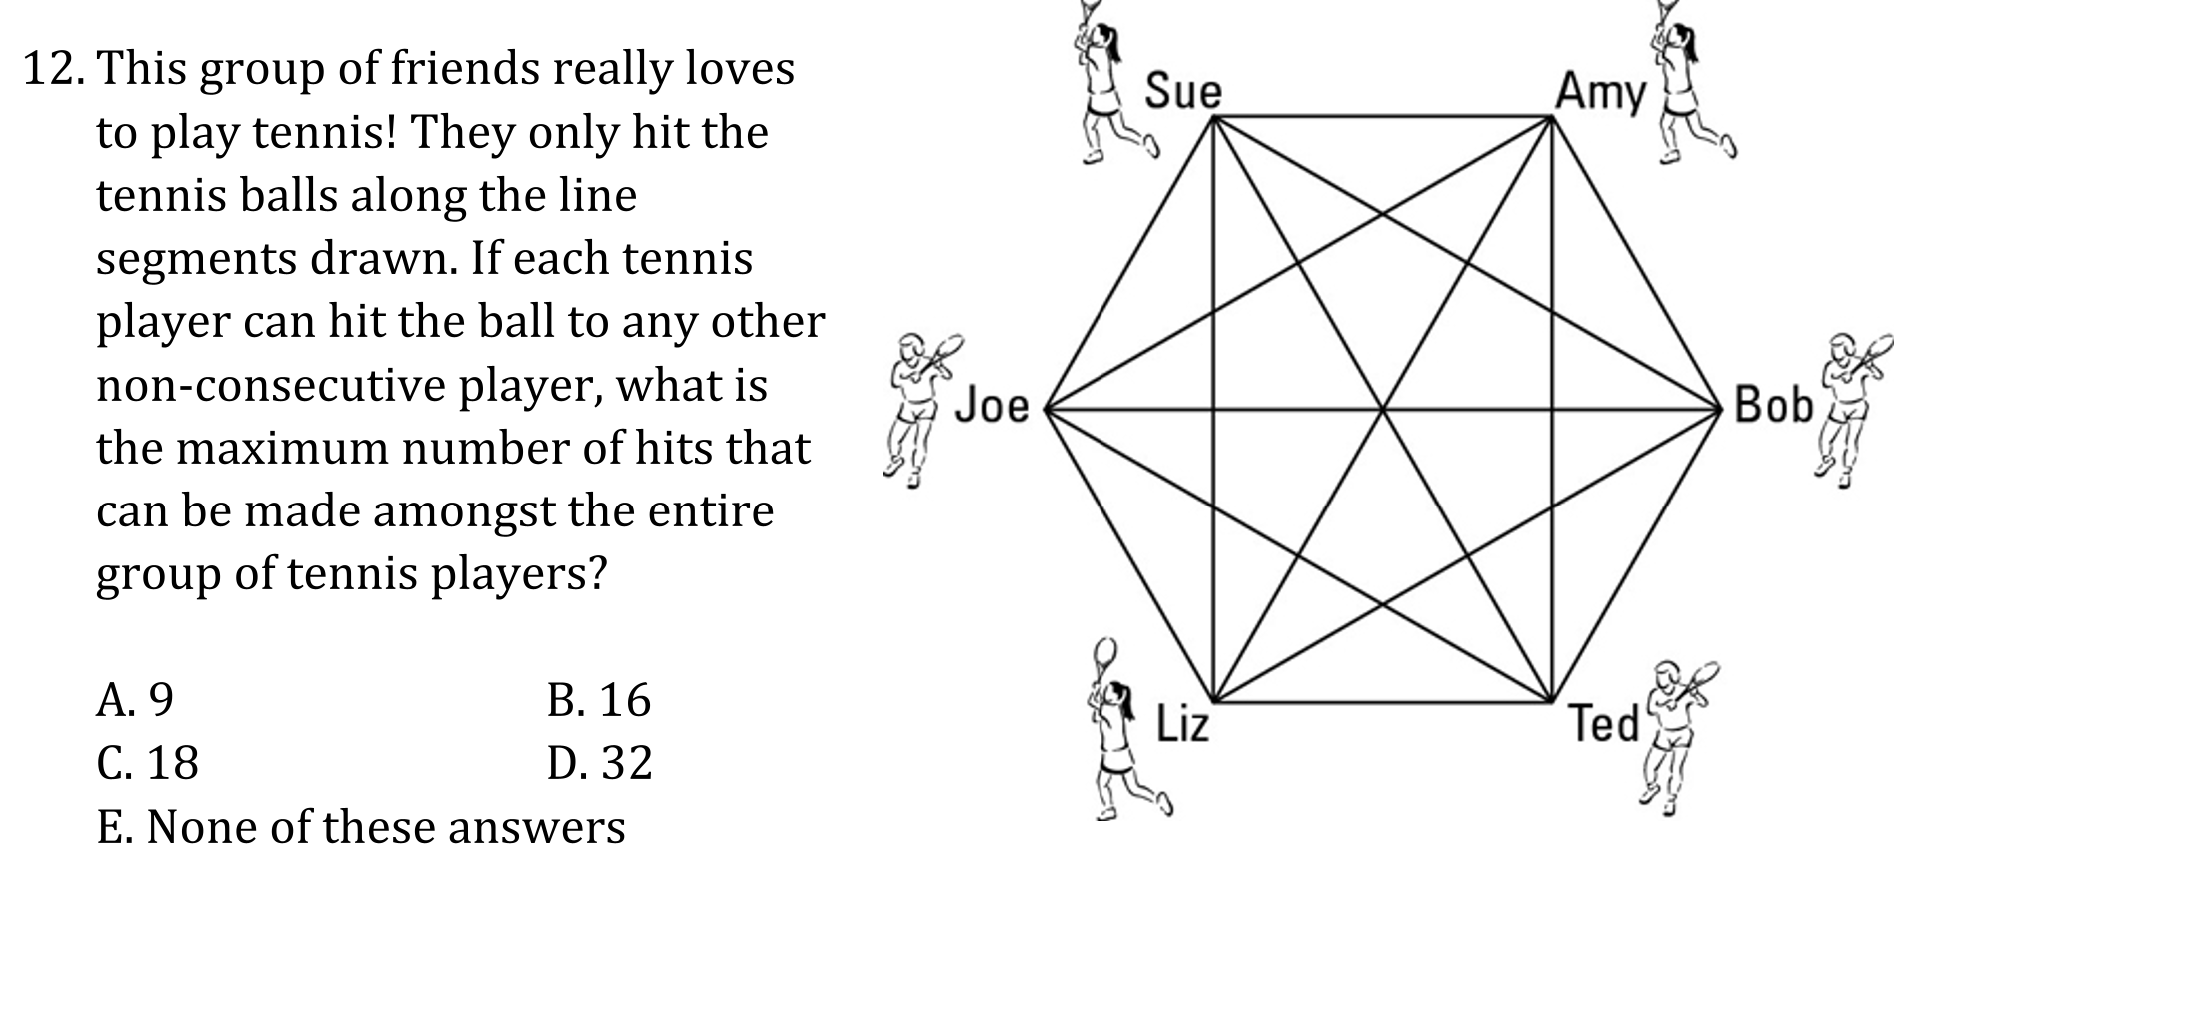 12. This group of friends really loves
to play tennis! They only hit the
tennis balls along the line
segments drawn. If each tennis
player can hit the ball to any other
non-consecutive player, what is
the maximum number of hits that
can be made amongst the entire
group of tennis players?
A. 9 B. 16
C. 18 D. 32
E. None of these answers
Sue Amy
Joe Bob
Liz Ted